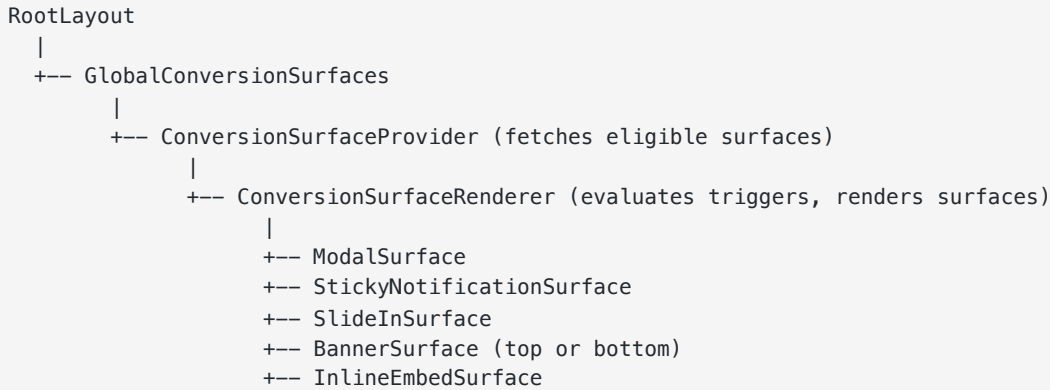 RootLayout
  |
  +-- GlobalConversionSurfaces
        |
        +-- ConversionSurfaceProvider (fetches eligible surfaces)
              |
              +-- ConversionSurfaceRenderer (evaluates triggers, renders surfaces)
                    |
                    +-- ModalSurface
                    +-- StickyNotificationSurface
                    +-- SlideInSurface
                    +-- BannerSurface (top or bottom)
                    +-- InlineEmbedSurface